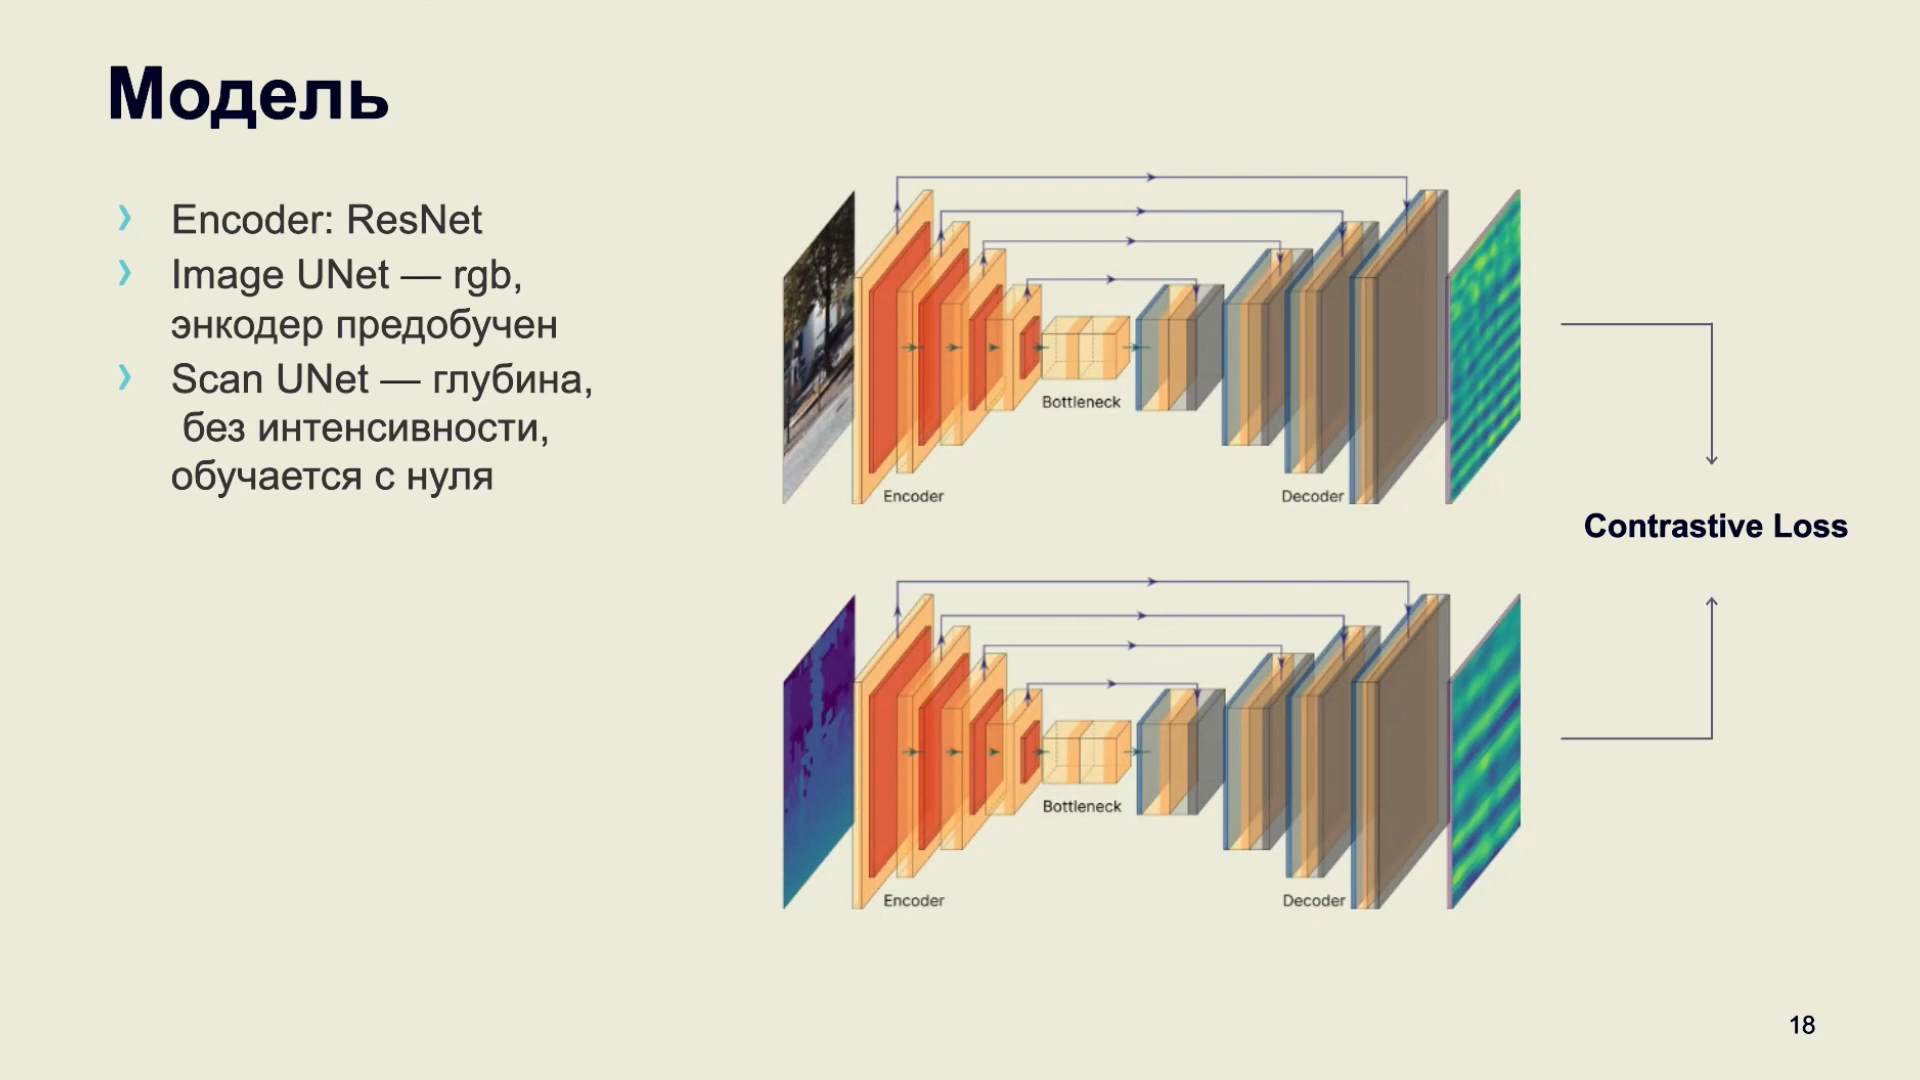 Модель
› Encoder: ResNet
› Image UNet — rgb,
энкодер предобучен
› Scan UNet — глубина,
без интенсивности,
обучается с нуля
Bottleneck
Encoder
Decoder
Contrastive Loss
Bottleneck
Encoder
Decoder
18